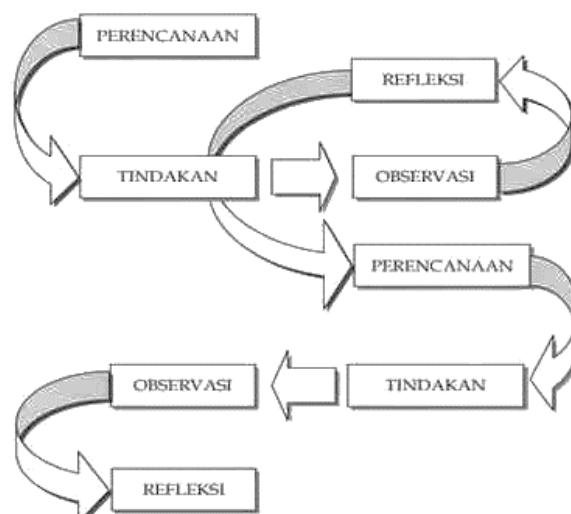 PERENCANAAN
REFLEKSI
TINDAKAN
OBSERVASI
PERENCANAAN
OBSERVASI
TINDAKAN
REFLEKSI